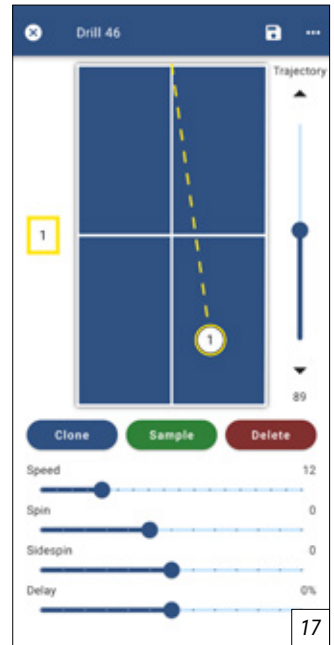 Drill 46
Trajectory
1
1
89
Clone Sample Delete
Speed 12
Spin 0
Sidespin 0
Delay 0%
17